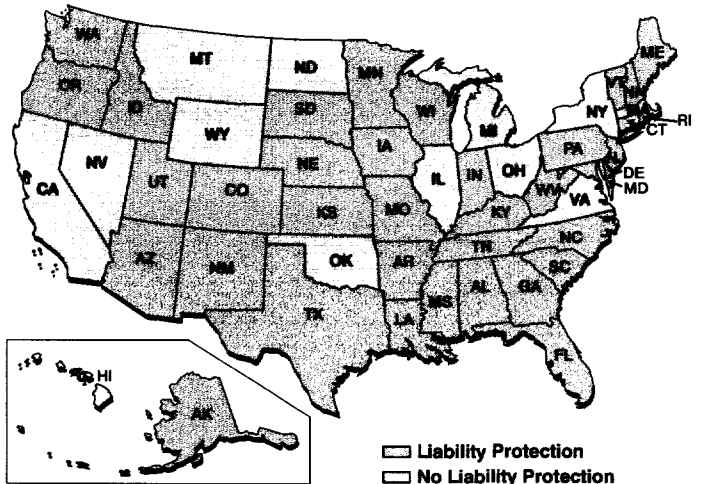 WA
MT
ND
MN
ME
OR
ID
SD
WI
VT
NH
NY
WY
MI
RI
CT
IA
PA
NE
NV
IL
IN
OH
DE
MD
UT
CO
WV
VA
CA
KS
MO
KY
NC
TN
AZ
NM
OK
AR
SC
MS
AL
GA
TX
LA
FL
HI
AK
Liability Protection
No Liability Protection